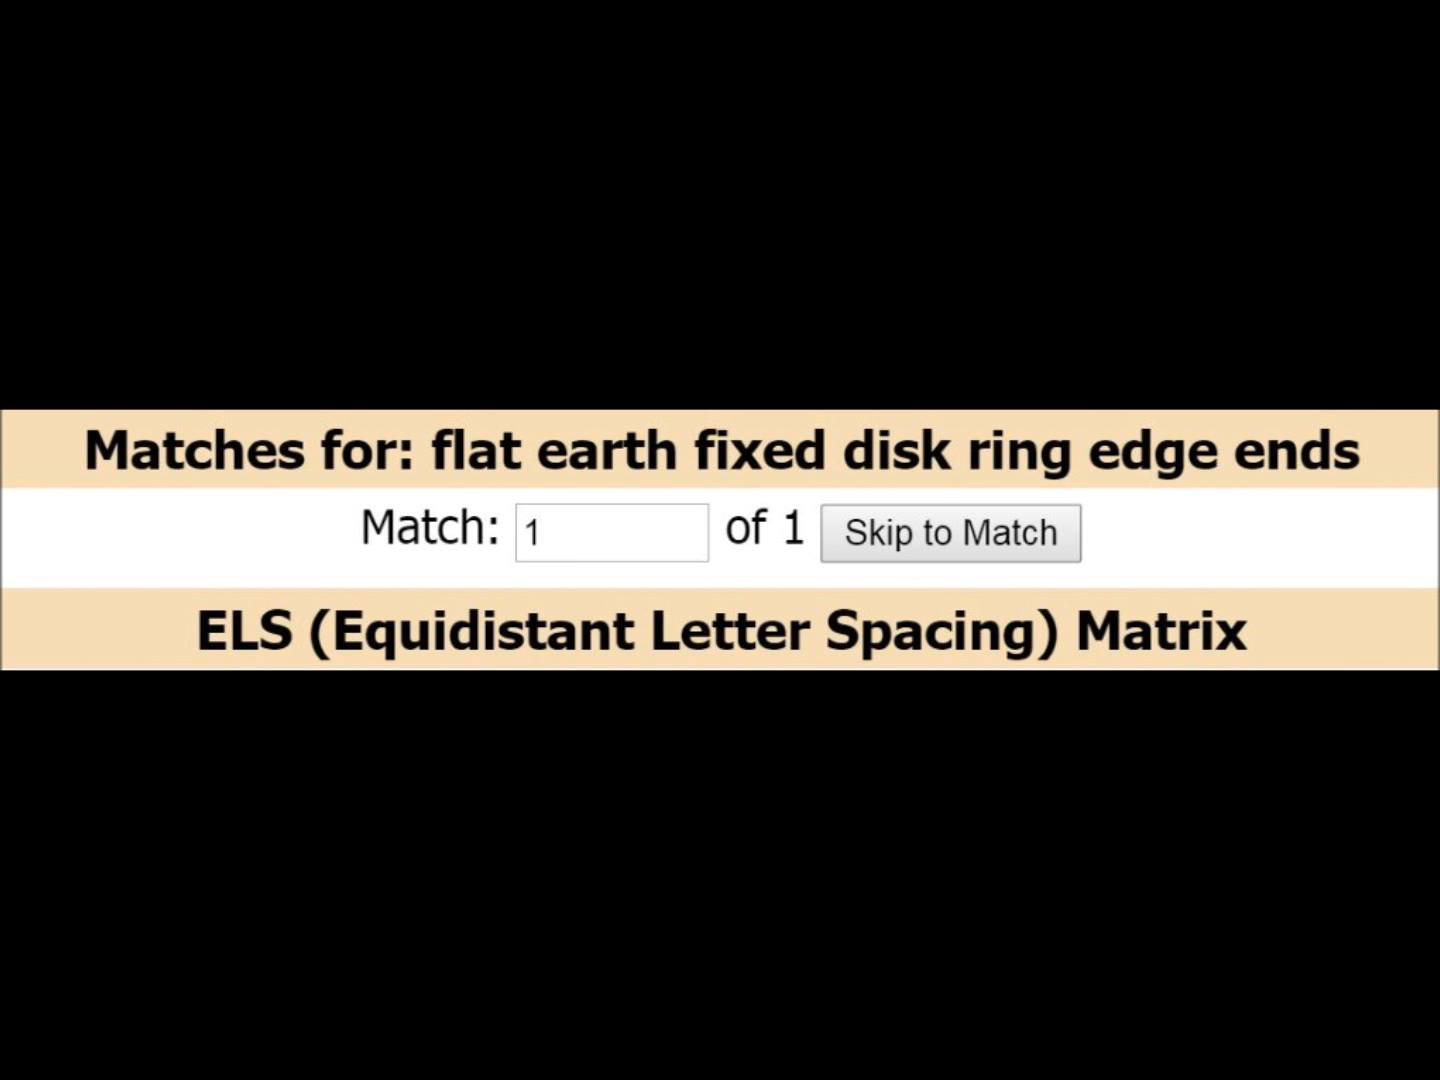 Matches for: flat earth fixed disk ring edge ends
Match: 1 of 1 Skip to Match
ELS (Equidistant Letter Spacing) Matrix